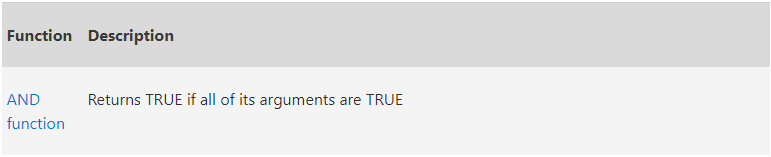 Function Description
AND Returns TRUE if all of its arguments are TRUE
function